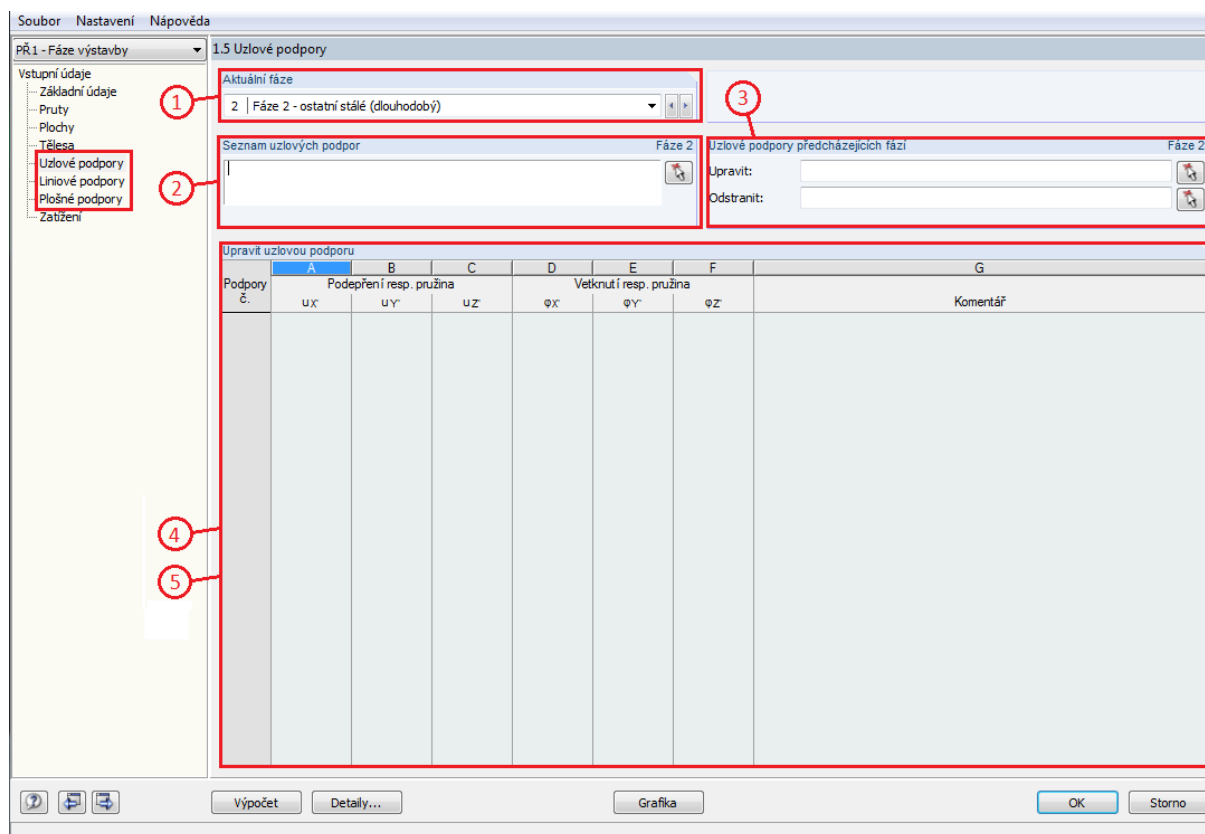 Soubor Nastavení Nápověda
PŘ1 - Fáze výstavby
1.5 Uzlové podpory
Vstupní údaje
Základní údaje
Pruty
Plochy
Tělesa
Uzlové podpory
Liniové podpory
Plošné podpory
Zatížení
Aktuální fáze
1
2 Fáze 2 - ostatní stálé (dlouhodobý)
3
Seznam uzlových podpor Fáze 2
2
Uzlové podpory předcházejících fází Fáze 2
Upravit:
Odstranit:
Upravit uzlovou podporu
A B C D E F G
Podpory Podepření resp. pružina Vetknutí resp. pružina
č. uX' uY' uZ' φX' φY' φZ' Komentář
4
5
Výpočet Detaily... Grafika OK Storno